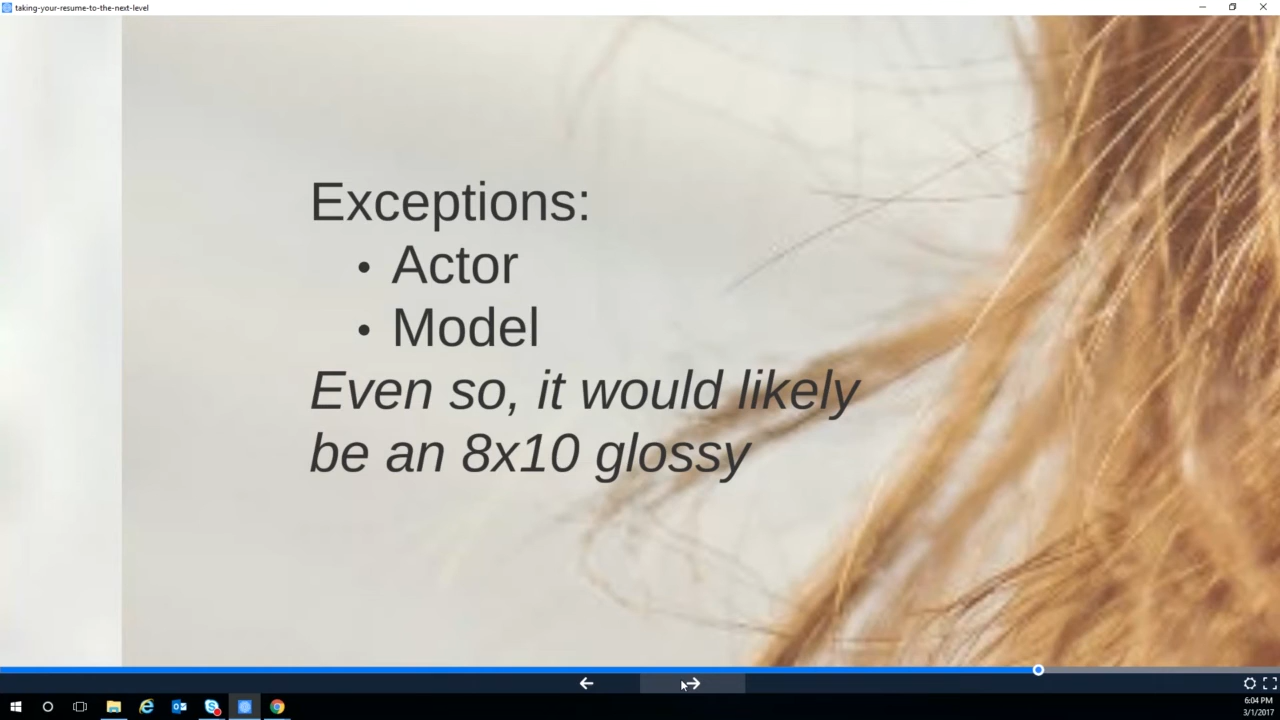 taking-your-resume-to-the-next-level
Exceptions:
• Actor
• Model
Even so, it would likely
be an 8x10 glossy
6:04 PM
3/1/2017